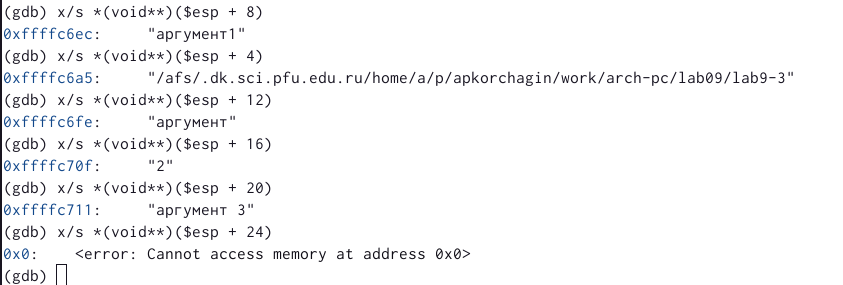 (gdb) x/s *(void**)($esp + 8)
0xffffc6ec:     "аргумент1"
(gdb) x/s *(void**)($esp + 4)
0xffffc6a5:     "/afs/.dk.sci.pfu.edu.ru/home/a/p/apkorchagin/work/arch-pc/lab09/lab9-3"
(gdb) x/s *(void**)($esp + 12)
0xffffc6fe:     "аргумент"
(gdb) x/s *(void**)($esp + 16)
0xffffc70f:     "2"
(gdb) x/s *(void**)($esp + 20)
0xffffc711:     "аргумент 3"
(gdb) x/s *(void**)($esp + 24)
0x0:    <error: Cannot access memory at address 0x0>
(gdb)